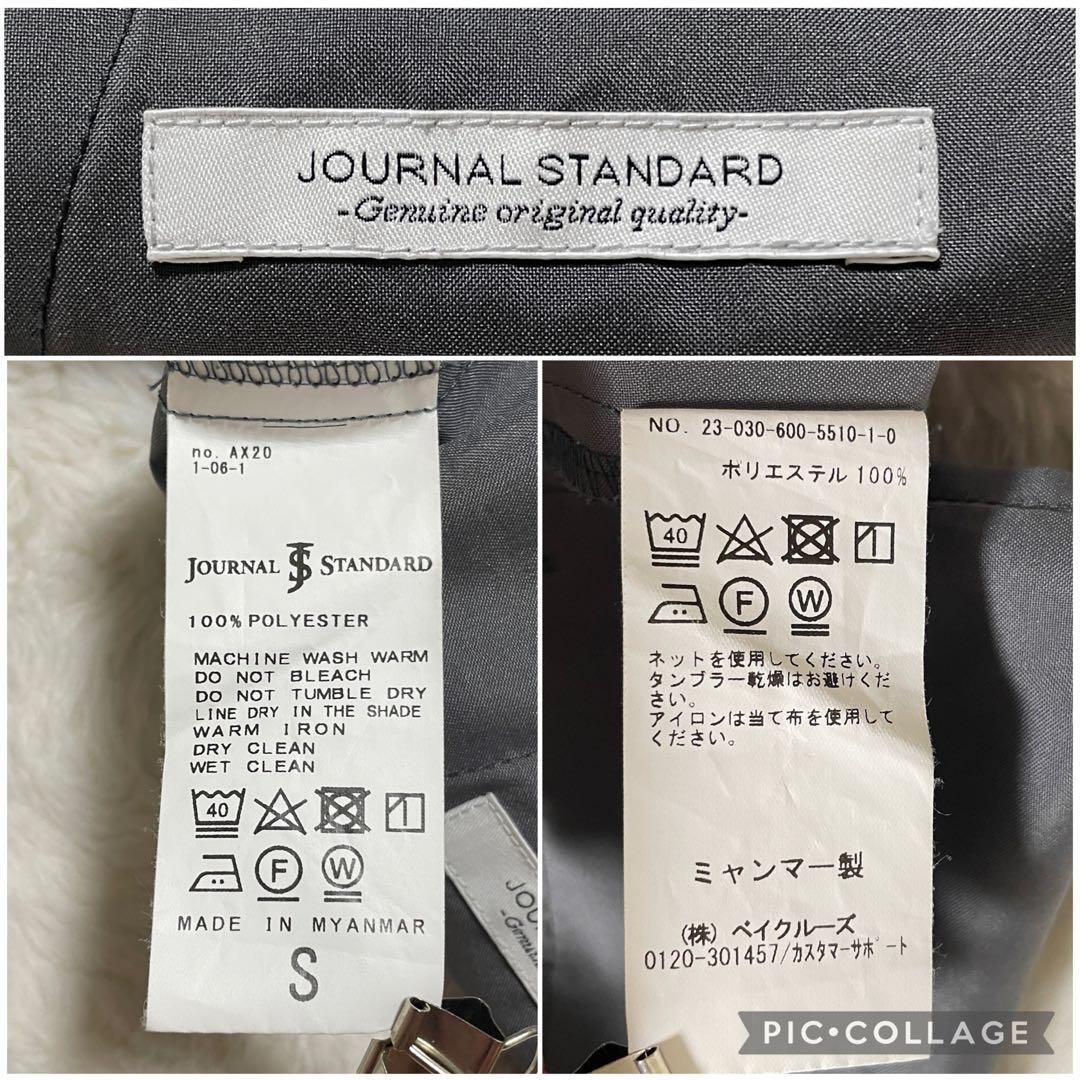 JOURNAL STANDARD
-Genuine original quality-
no. AX20
1-06-1
JOURNAL JS STANDARD
100% POLYESTER
MACHINE WASH WARM
DO NOT BLEACH
DO NOT TUMBLE DRY
LINE DRY IN THE SHADE
WARM IRON
DRY CLEAN
WET CLEAN
40
F W
MADE IN MYANMAR
S
JOU
-Genuin
NO. 23-030-600-5510-1-0
ポリエステル 100%
40
F W
ネットを使用してください。
タンブラー乾燥はお避けくだ
さい。
アイロンは当て布を使用して
ください。
ミャンマー製
(株) ベイクルーズ
0120-301457/カスタマーサポート
PIC•COLLAGE